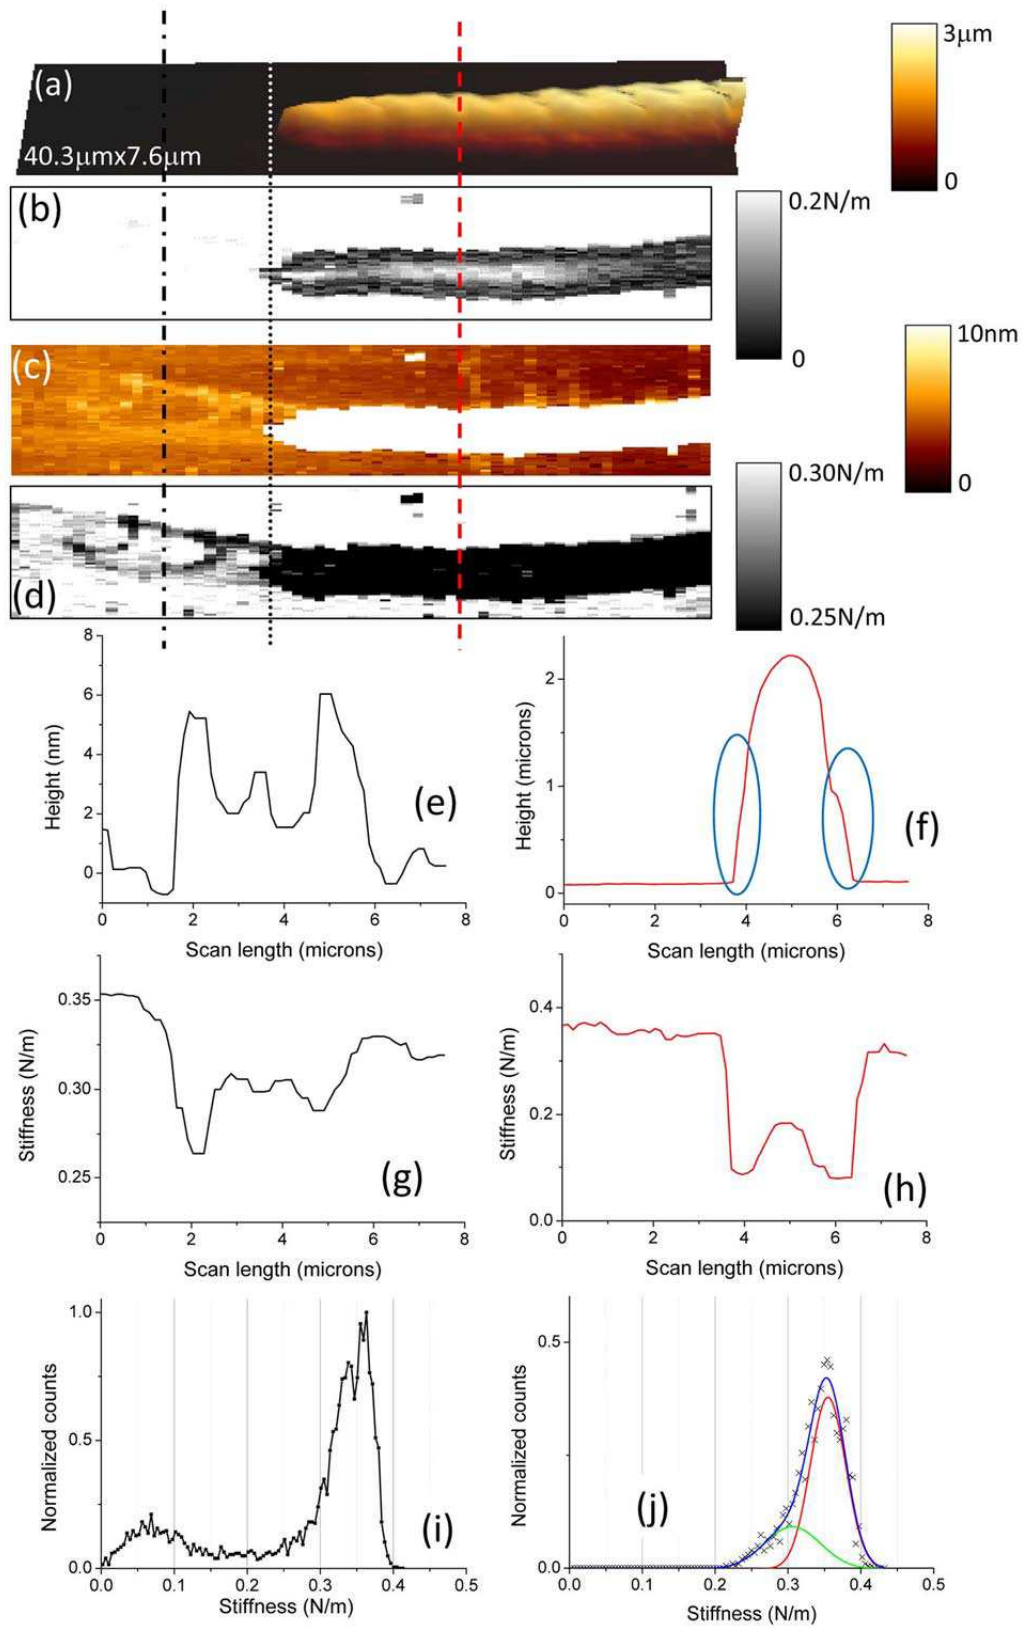 (a)
3μm
40.3μmx7.6μm
0
(b)
0.2N/m
0
(c)
10nm
0
(d)
0.30N/m
0.25N/m
8
6
4
2
0
Height (nm)
(e)
0 2 4 6 8
Scan length (microns)
2
1
0
Height (microns)
(f)
0 2 4 6 8
Scan length (microns)
0.35
0.30
0.25
Stiffness (N/m)
(g)
0 2 4 6 8
Scan length (microns)
0.4
0.2
0.0
Stiffness (N/m)
(h)
0 2 4 6 8
Scan length (microns)
1.0
0.5
0.0
Normalized counts
(i)
0.0 0.1 0.2 0.3 0.4 0.5
Stiffness (N/m)
0.5
0.0
Normalized counts
(j)
0.0 0.1 0.2 0.3 0.4 0.5
Stiffness (N/m)